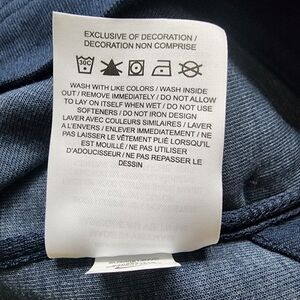 EXCLUSIVE OF DECORATION /
DECORATION NON COMPRISE
30C
WASH WITH LIKE COLORS / WASH INSIDE
OUT / REMOVE IMMEDIATELY / DO NOT ALLOW
TO LAY ON ITSELF WHEN WET / DO NOT USE
SOFTENERS / DO NOT IRON DESIGN
LAVER AVEC COULEURS SIMILAIRES / LAVER
A L'ENVERS / ENLEVER IMMEDIATEMENT / NE
PAS LAISSER LE VÊTEMENT PLIÉ LORSQU'IL
EST MOUILLÉ / NE PAS UTILISER
D'ADOUCISSEUR / NE PAS REPASSER LE
DESSIN